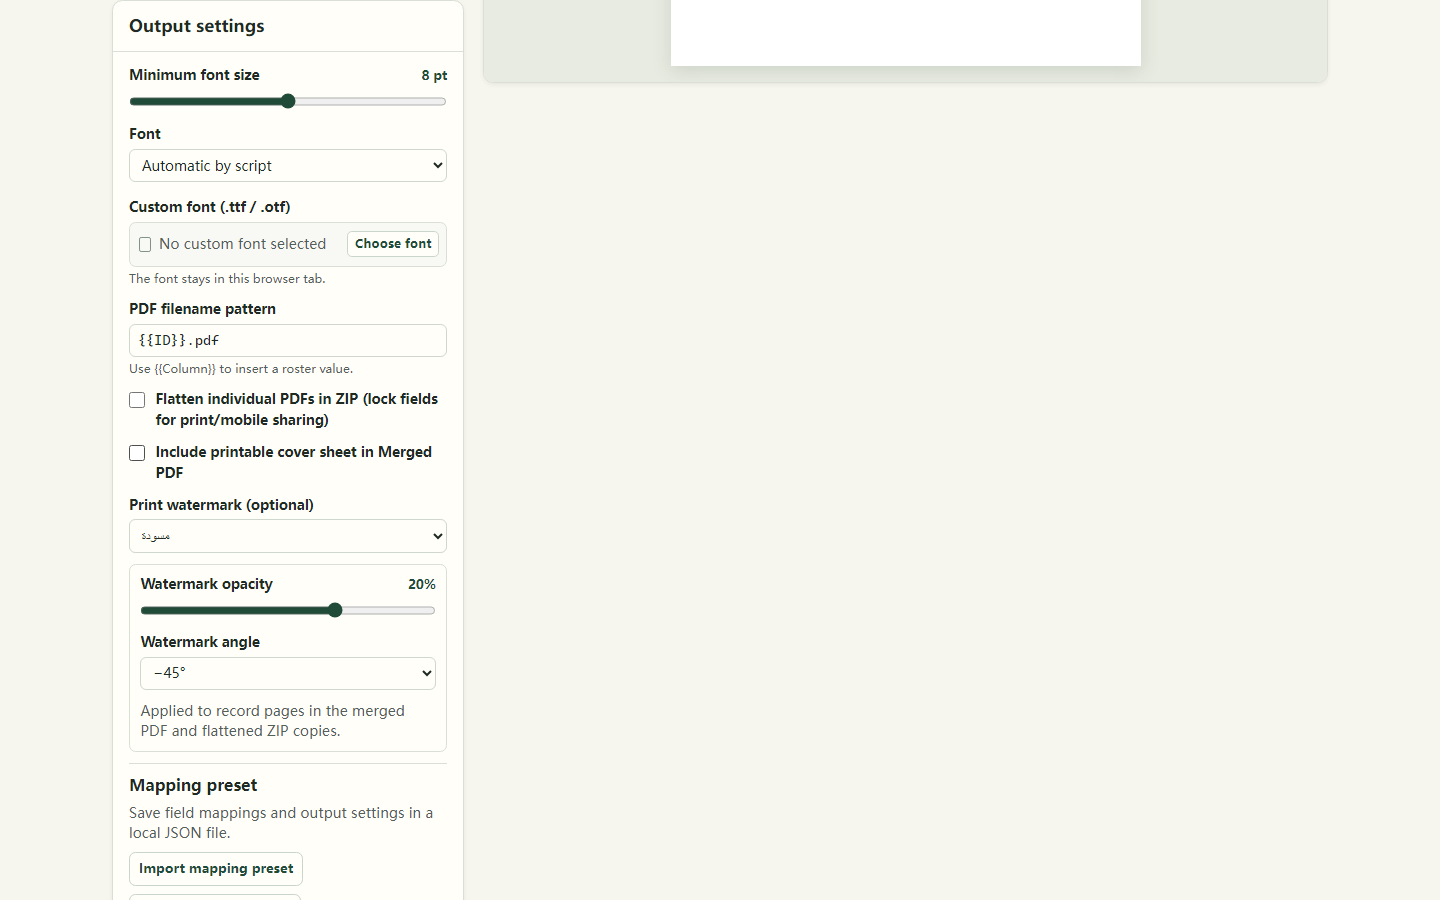 Output settings
Minimum font size 8 pt
Font
Automatic by script
Custom font (.ttf / .otf)
No custom font selected Choose font
The font stays in this browser tab.
PDF filename pattern
{{ID}}.pdf
Use {{Column}} to insert a roster value.
Flatten individual PDFs in ZIP (lock fields
for print/mobile sharing)
Include printable cover sheet in Merged
PDF
Print watermark (optional)
مسودة
Watermark opacity 20%
Watermark angle
−45°
Applied to record pages in the merged
PDF and flattened ZIP copies.
Mapping preset
Save field mappings and output settings in a
local JSON file.
Import mapping preset